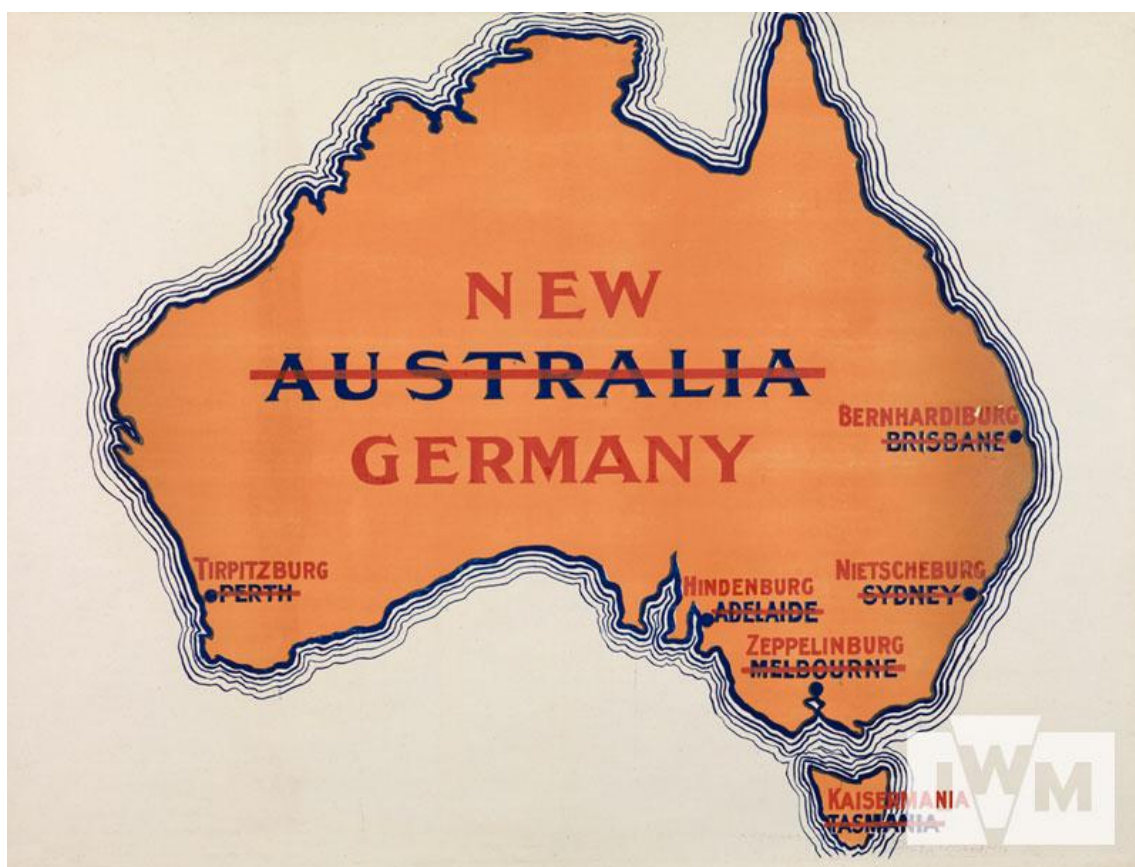 NEW
AUSTRALIA
GERMANY
BERNHARDIBURG
BRISBANE
TIRPITZBURG
PERTH
HINDENBURG
ADELAIDE
NIETSCHEBURG
SYDNEY
ZEPPELINBURG
MELBOURNE
KAISERMANIA
TASMANIA
IWM